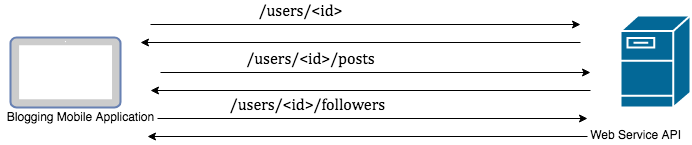 /users/<id>
/users/<id>/posts
/users/<id>/followers
Blogging Mobile Application
Web Service API